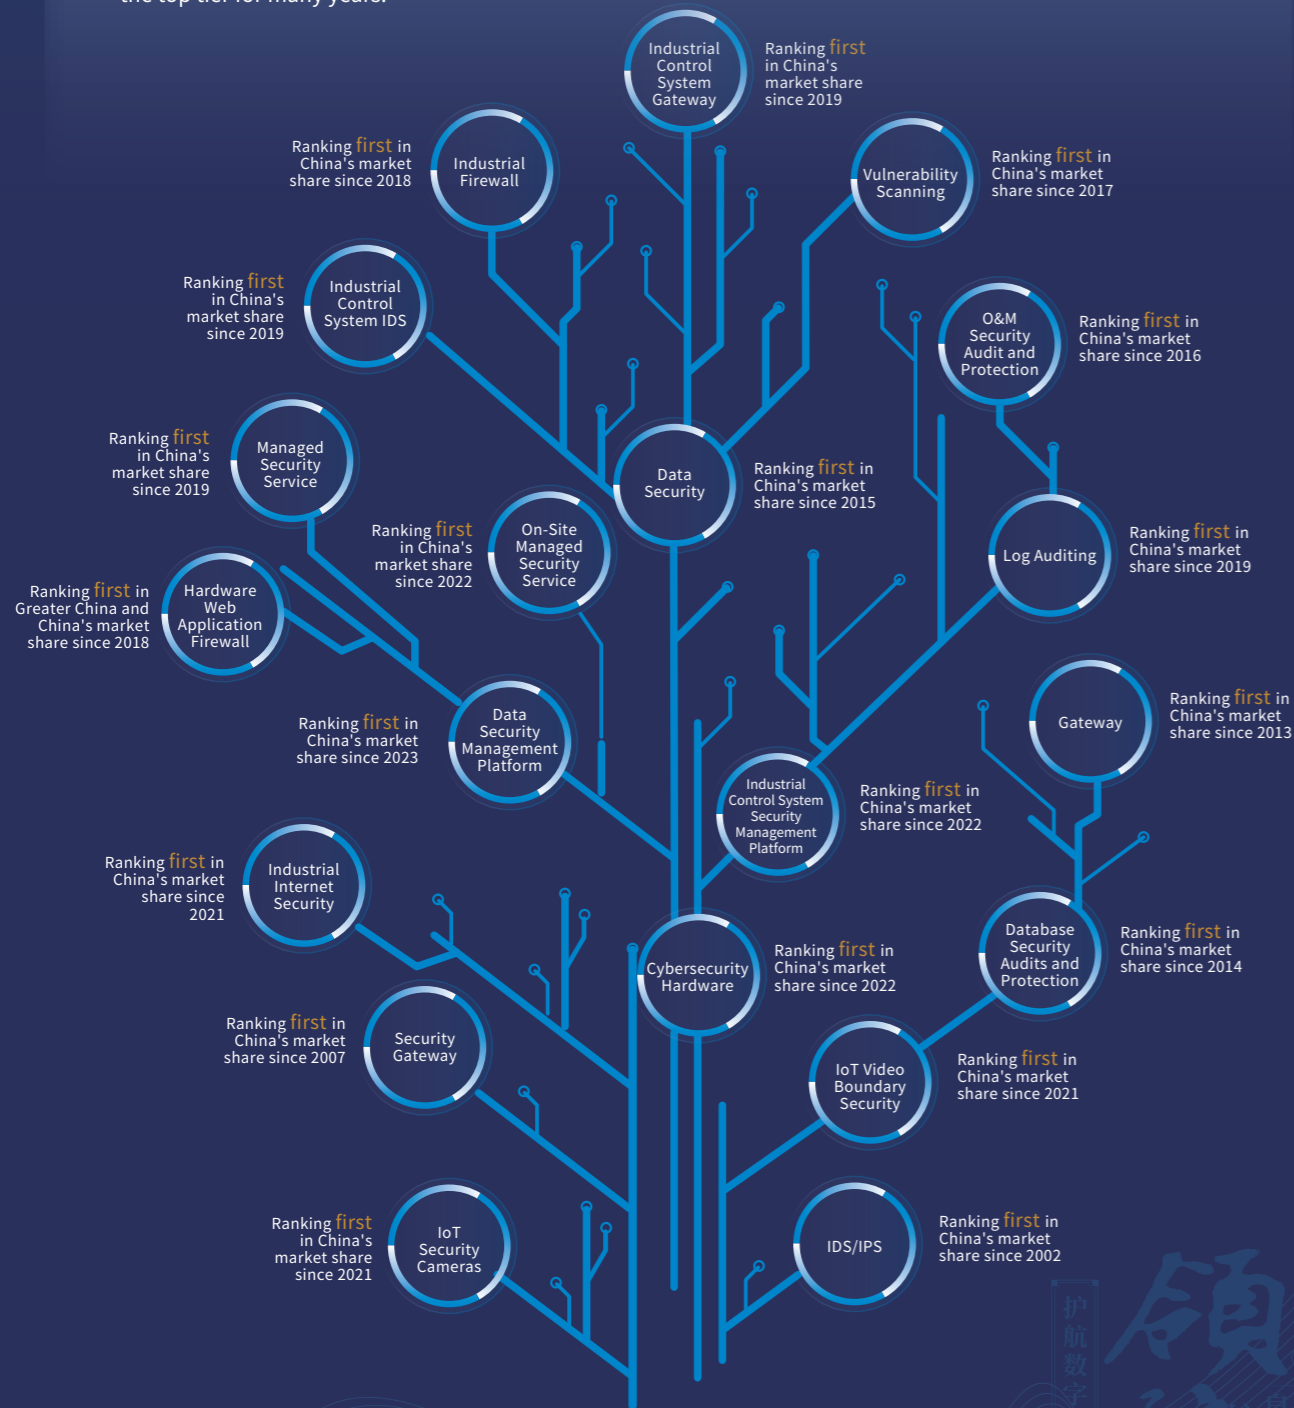 the top tier for many years.
Industrial
Control
System
Gateway
Ranking first
in China's
market share
since 2019
Industrial
Firewall
Ranking first in
China's market
share since 2018
Vulnerability
Scanning
Ranking first in
China's market
share since 2017
Industrial
Control
System IDS
Ranking first
in China's
market share
since 2019
O&M
Security
Audit and
Protection
Ranking first in
China's market
share since 2016
Managed
Security
Service
Ranking first
in China's
market share
since 2019
Data
Security
Ranking first in
China's market
share since 2015
On-Site
Managed
Security
Service
Ranking first
in China's
market share
since 2022
Log Auditing
Ranking first in
China's market
share since 2019
Hardware
Web
Application
Firewall
Ranking first in
Greater China and
China's market
share since 2018
Data
Security
Management
Platform
Ranking first in
China's market
share since 2023
Gateway
Ranking first in
China's market
share since 2013
Industrial
Control System
Security
Management
Platform
Ranking first in
China's market
share since 2022
Industrial
Internet
Security
Ranking first in
China's market
share since
2021
Cybersecurity
Hardware
Ranking first in
China's market
share since 2022
Database
Security
Audits and
Protection
Ranking first in
China's market
share since 2014
Security
Gateway
Ranking first in
China's market
share since 2007
IoT Video
Boundary
Security
Ranking first in
China's market
share since 2021
IoT
Security
Cameras
Ranking first
in China's
market share
since 2021
IDS/IPS
Ranking first in
China's market
share since 2002
护航数字
領